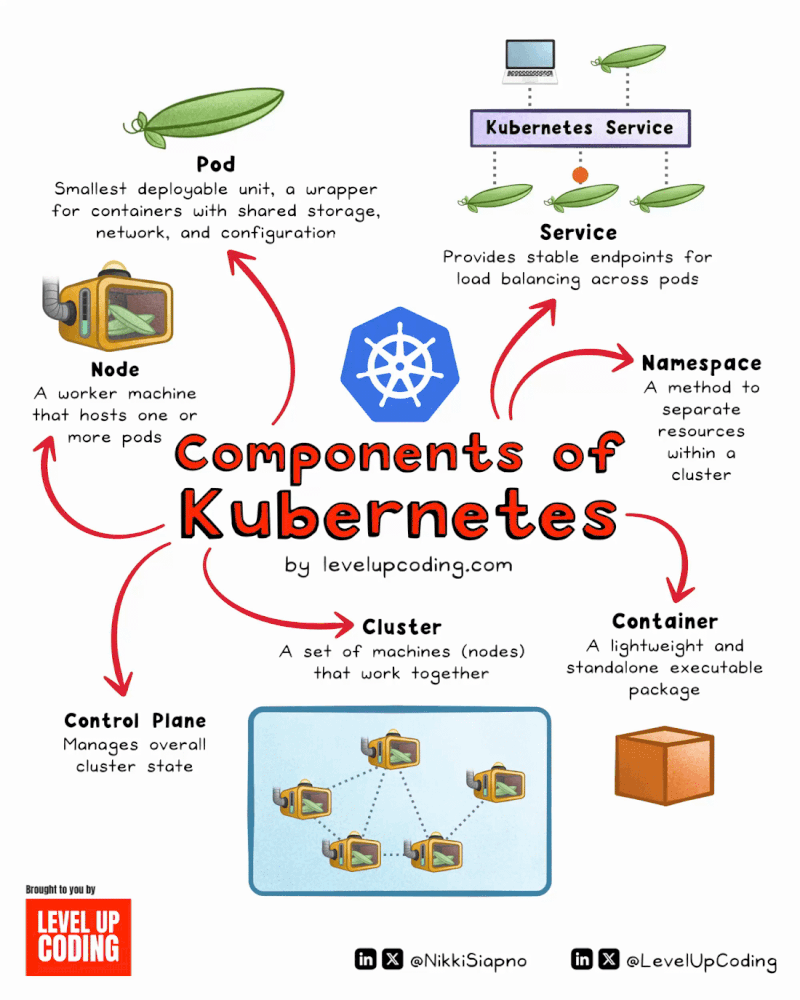 Kubernetes Service
Pod
Smallest deployable unit, a wrapper
for containers with shared storage,
network, and configuration
Service
Provides stable endpoints for
load balancing across pods
Node
A worker machine
that hosts one or
more pods
Namespace
A method to
separate
resources
within a
cluster
Components of
Kubernetes
by levelupcoding.com
Cluster
A set of machines (nodes)
that work together
Container
A lightweight and
standalone executable
package
Control Plane
Manages overall
cluster state
Brought to you by
LEVEL UP
CODING
in X @NikkiSiapno
in X @LevelUpCoding